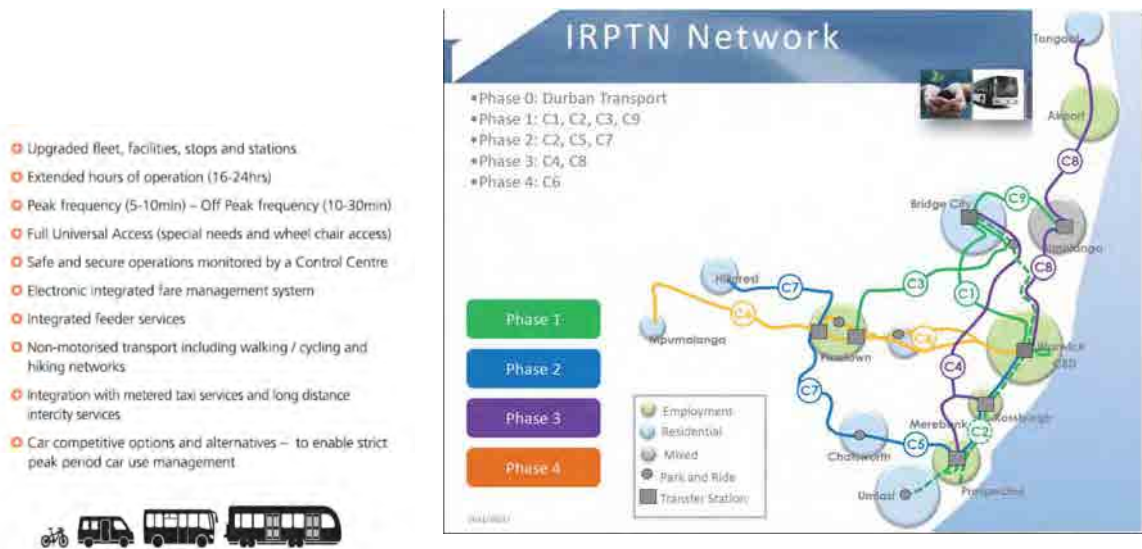 Upgraded fleet, facilities, stops and stations
Extended hours of operation (16-24hrs)
Peak frequency (5-10min) – Off Peak frequency (10-30min)
Full Universal Access (special needs and wheel chair access)
Safe and secure operations monitored by a Control Centre
Electronic integrated fare management system
Integrated feeder services
Non-motorised transport including walking / cycling and
hiking networks
Integration with metered taxi services and long distance
intercity services
Car competitive options and alternatives – to enable strict
peak period car use management
IRPTN Network
•Phase 0: Durban Transport
•Phase 1: C1, C2, C3, C9
•Phase 2: C2, C5, C7
•Phase 3: C4, C8
•Phase 4: C6
Tongaat
Airport
C8
Bridge City
C9
Umhlanga
C8
Hillcrest
C7
C3
C1
C6
Mpumalanga
Pinetown
Warwick
CBD
C4
C7
Merebank
Rossburgh
C2
Chatsworth
C5
Prospecton
Umlazi
Phase 1
Phase 2
Phase 3
Phase 4
Employment
Residential
Mixed
Park and Ride
Transfer Station